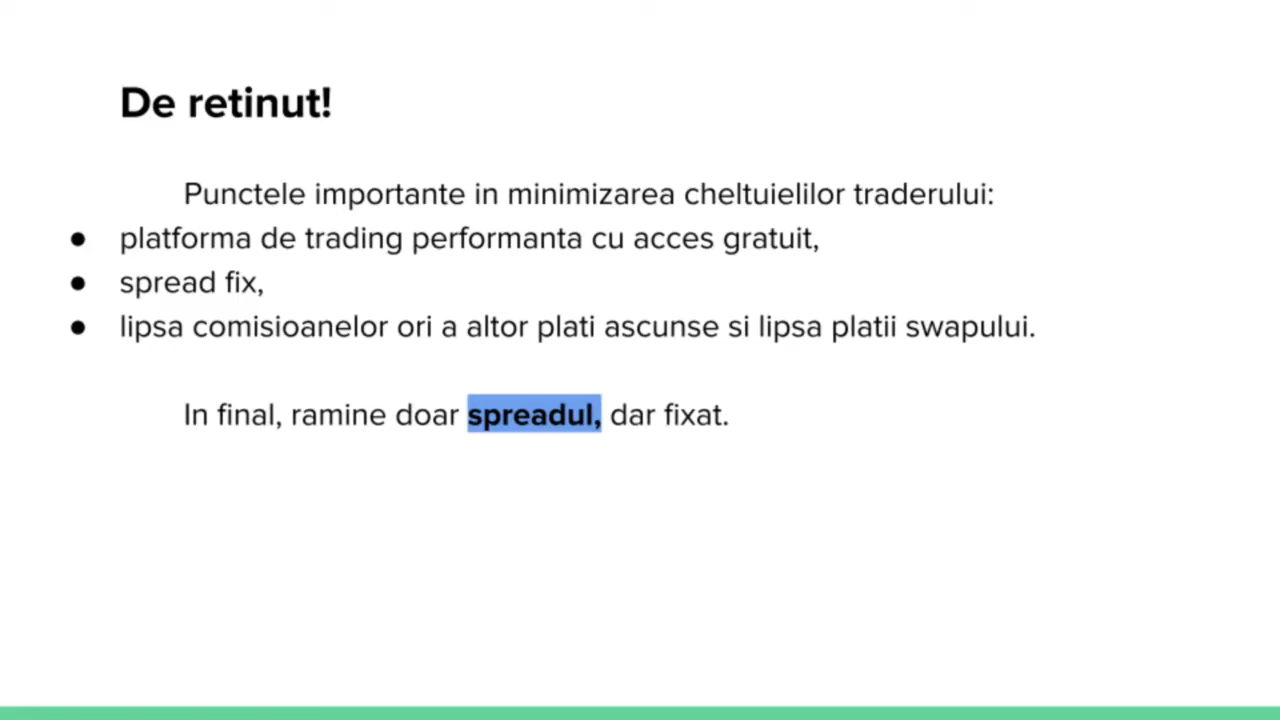 De retinut!
Punctele importante in minimizarea cheltuielilor traderului:
● platforma de trading performanta cu acces gratuit,
● spread fix,
● lipsa comisioanelor ori a altor plati ascunse si lipsa platii swapului.
In final, ramine doar spreadul, dar fixat.